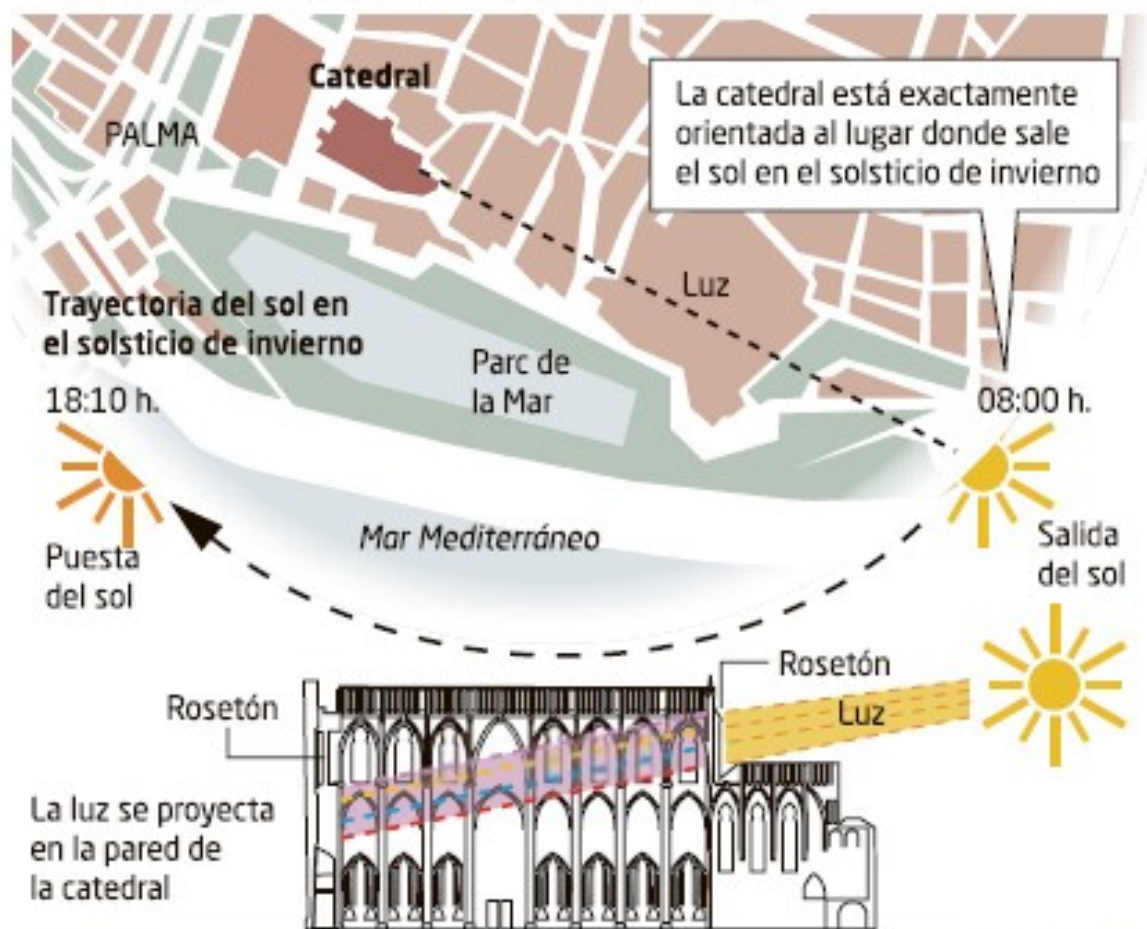 Catedral
PALMA
La catedral está exactamente
orientada al lugar donde sale
el sol en el solsticio de invierno
Luz
Trayectoria del sol en
el solsticio de invierno
Parc de
la Mar
18:10 h.
08:00 h.
Mar Mediterráneo
Puesta
del sol
Salida
del sol
Rosetón
Rosetón
Luz
La luz se proyecta
en la pared de
la catedral